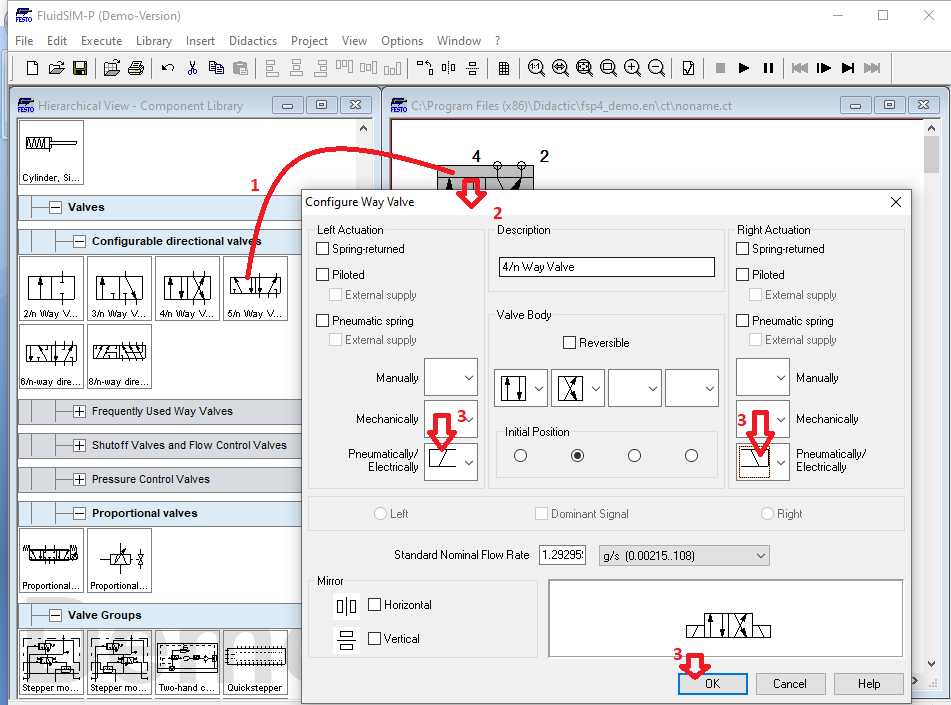 FESTO FluidSIM-P (Demo-Version)
File Edit Execute Library Insert Didactics Project View Options Window ?
FESTO Hierarchical View - Component Library
FESTO C:\Program Files (x86)\Didactic\fsp4_demo.en\ct\noname.ct
Cylinder, Si...
Valves
Configurable directional valves
2/n Way V... 3/n Way V... 4/n Way V... 5/n Way V...
6/n-way dire... 8/n-way dire...
Frequently Used Way Valves
Shutoff Valves and Flow Control Valves
Pressure Control Valves
Proportional valves
Proportional... Proportional...
Valve Groups
Stepper mo... Stepper mo... Two-hand c... Quickstepper
Demo
4 2
1
2
Configure Way Valve
Left Actuation
Spring-returned
Piloted
External supply
Pneumatic spring
External supply
Manually
Mechanically
3
Pneumatically/
Electrically
Description
4/n Way Valve
Valve Body
Reversible
Initial Position
Right Actuation
Spring-returned
Piloted
External supply
Pneumatic spring
External supply
Manually
3
Mechanically
Pneumatically/
Electrically
Left Dominant Signal Right
Standard Nominal Flow Rate 1.29295 g/s (0.00215..108)
Mirror
Horizontal
Vertical
3
OK Cancel Help